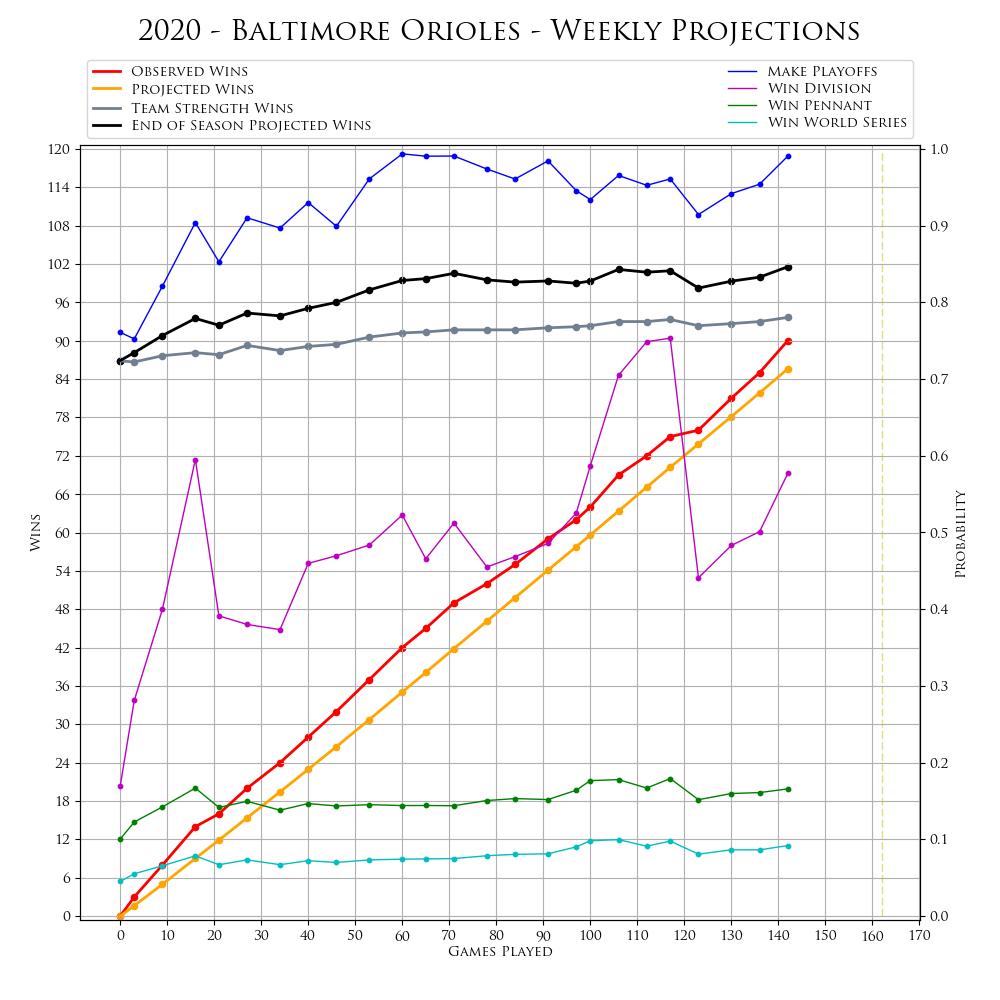 2020 - Baltimore Orioles - Weekly Projections
Observed Wins
Projected Wins
Team Strength Wins
End of Season Projected Wins
Make Playoffs
Win Division
Win Pennant
Win World Series
120
114
108
102
96
90
84
78
72
66
60
54
48
42
36
30
24
18
12
6
0
Wins
1.0
0.9
0.8
0.7
0.6
0.5
0.4
0.3
0.2
0.1
0.0
Probability
0 10 20 30 40 50 60 70 80 90 100 110 120 130 140 150 160 170
Games Played